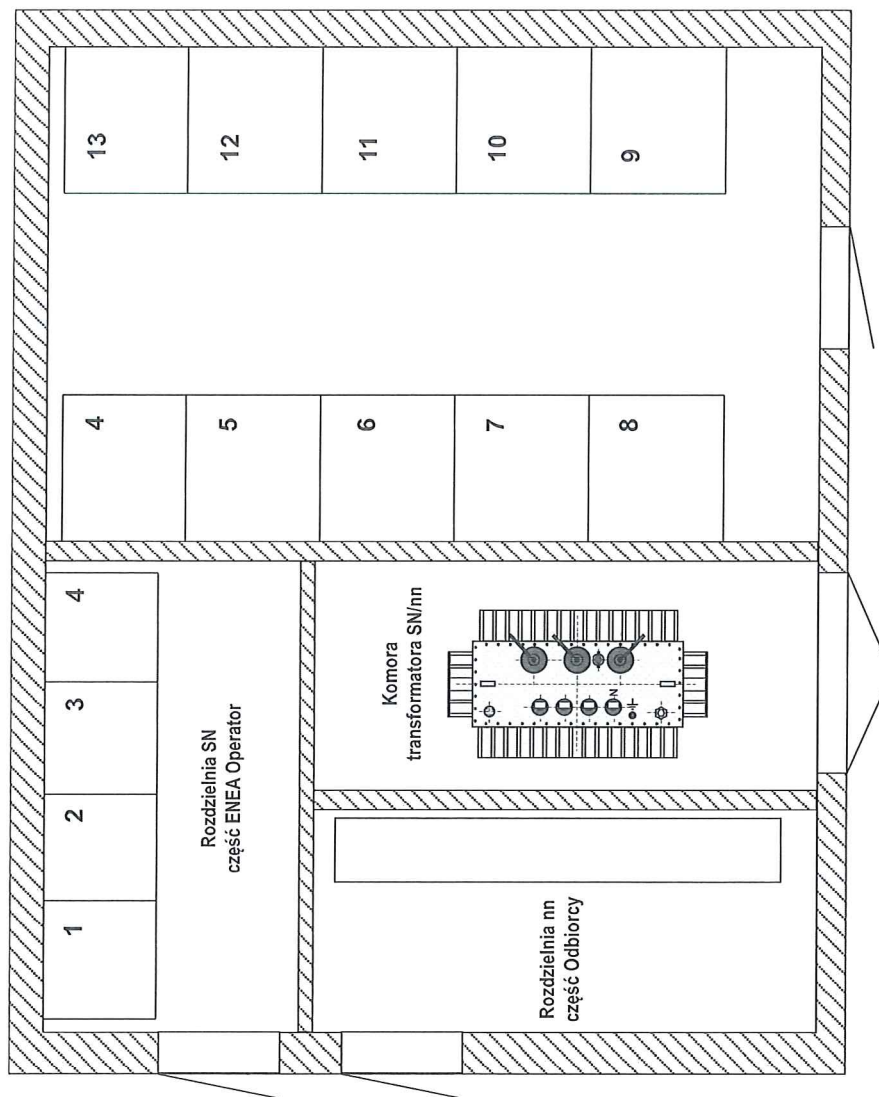 13
12
11
10
9
4
5
6
7
8
4
3
2
1
Rozdzielnia SN
część ENEA Operator
Komora
transformatora SN/nn
N
Rozdzielnia nn
część Odbiorcy